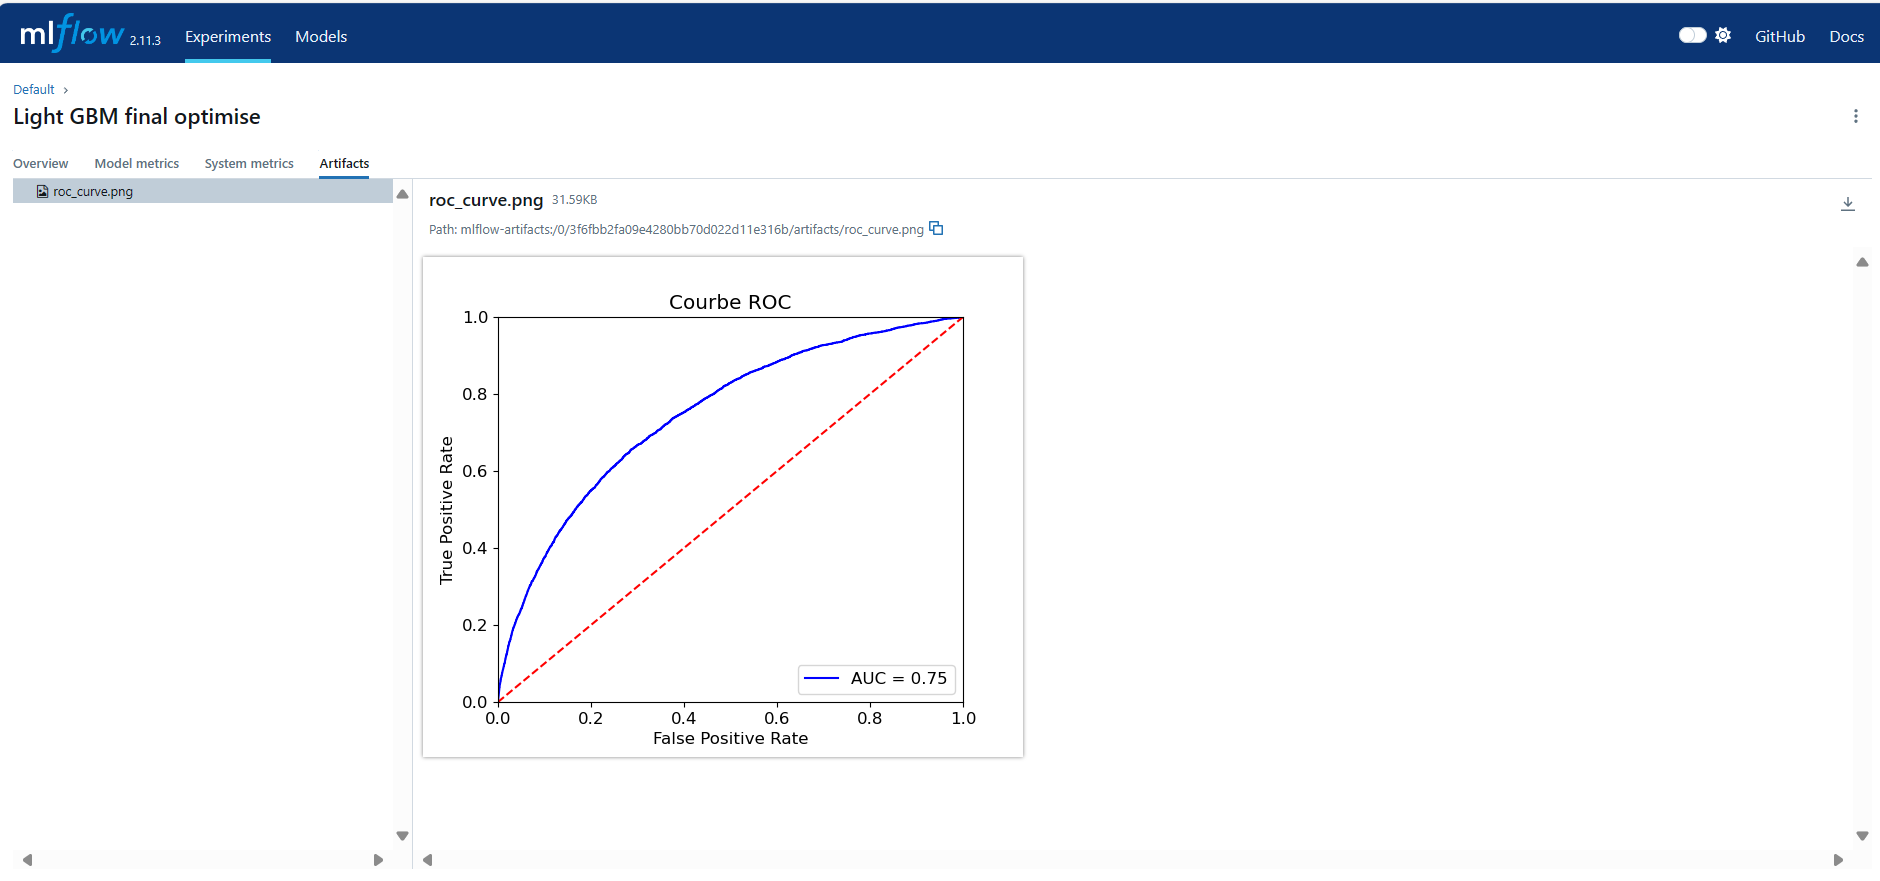 mlflow 2.11.3 Experiments Models GitHub Docs
Default ›
Light GBM final optimise
Overview Model metrics System metrics Artifacts
roc_curve.png
roc_curve.png 31.59KB
Path: mlflow-artifacts:/0/3f6fbb2fa09e4280bb70d022d11e316b/artifacts/roc_curve.png
Courbe ROC
1.0
0.8
0.6
0.4
0.2
0.0
True Positive Rate
AUC = 0.75
0.0 0.2 0.4 0.6 0.8 1.0
False Positive Rate